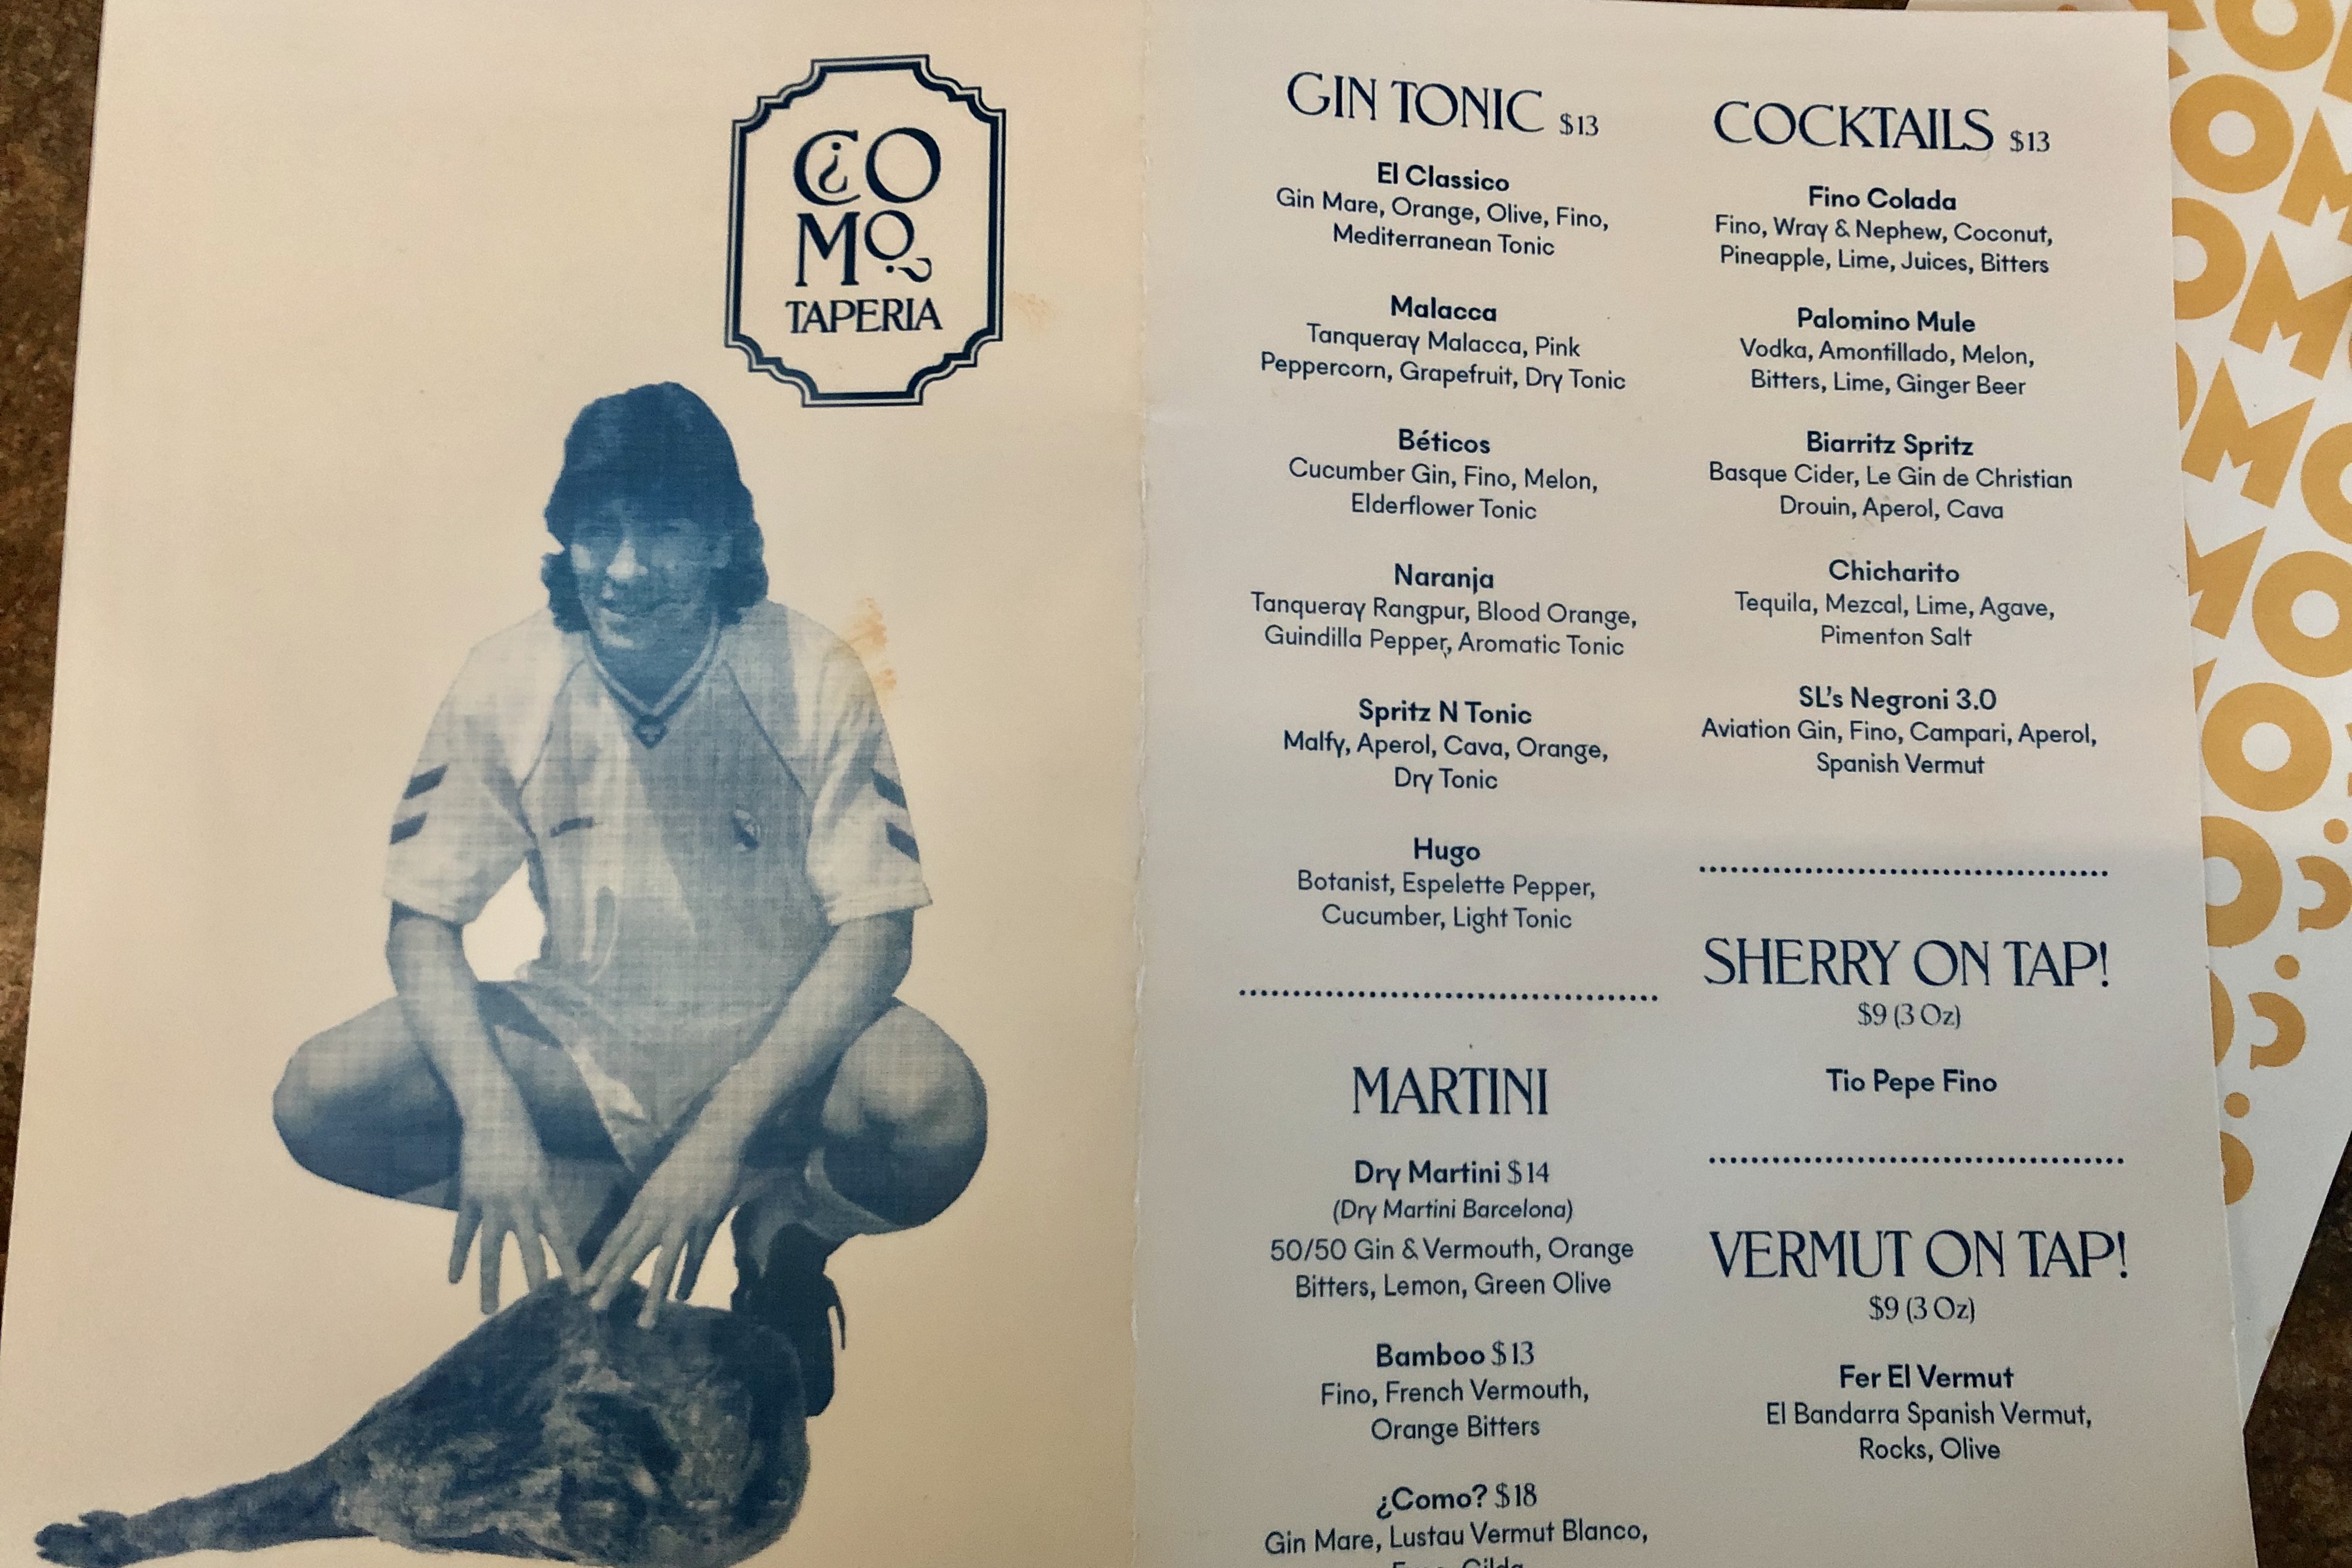 ¿CO
MO
TAPERIA
GIN TONIC $13
El Classico
Gin Mare, Orange, Olive, Fino,
Mediterranean Tonic
Malacca
Tanqueray Malacca, Pink
Peppercorn, Grapefruit, Dry Tonic
Béticos
Cucumber Gin, Fino, Melon,
Elderflower Tonic
Naranja
Tanqueray Rangpur, Blood Orange,
Guindilla Pepper, Aromatic Tonic
Spritz N Tonic
Malfy, Aperol, Cava, Orange,
Dry Tonic
Hugo
Botanist, Espelette Pepper,
Cucumber, Light Tonic
MARTINI
Dry Martini $14
(Dry Martini Barcelona)
50/50 Gin & Vermouth, Orange
Bitters, Lemon, Green Olive
Bamboo $13
Fino, French Vermouth,
Orange Bitters
¿Como? $18
Gin Mare, Lustau Vermut Blanco,
Gilda
COCKTAILS $13
Fino Colada
Fino, Wray & Nephew, Coconut,
Pineapple, Lime, Juices, Bitters
Palomino Mule
Vodka, Amontillado, Melon,
Bitters, Lime, Ginger Beer
Biarritz Spritz
Basque Cider, Le Gin de Christian
Drouin, Aperol, Cava
Chicharito
Tequila, Mezcal, Lime, Agave,
Pimenton Salt
SL's Negroni 3.0
Aviation Gin, Fino, Campari, Aperol,
Spanish Vermut
SHERRY ON TAP!
$9 (3 Oz)
Tio Pepe Fino
VERMUT ON TAP!
$9 (3 Oz)
Fer El Vermut
El Bandarra Spanish Vermut,
Rocks, Olive